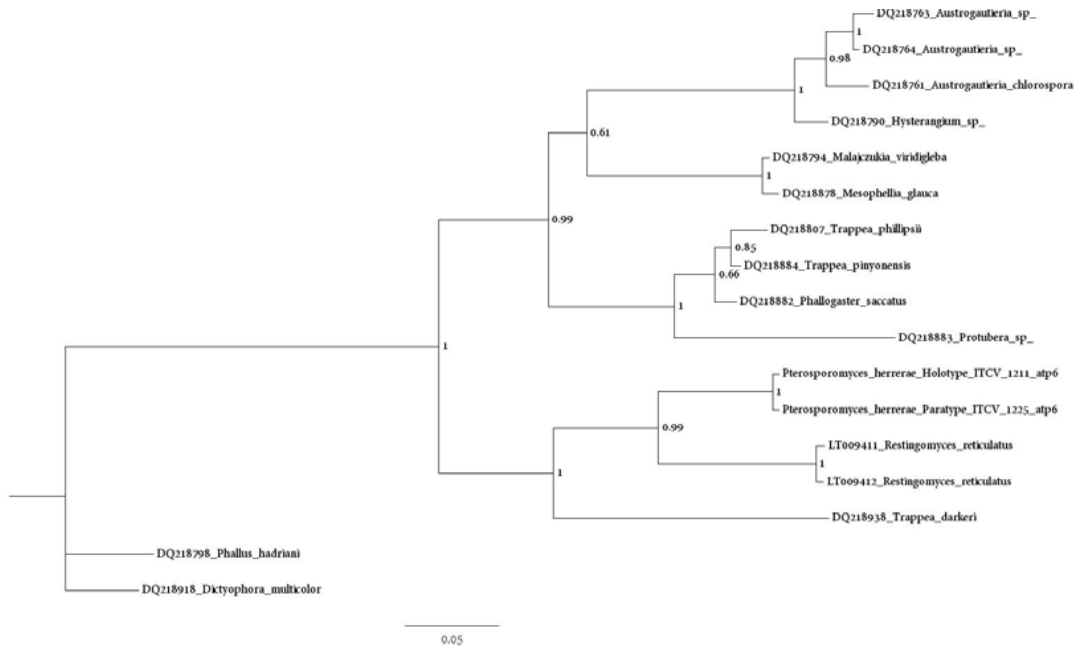 DQ218763_Austrogautieria_sp_
1
DQ218764_Austrogautieria_sp_
0.98
DQ218761_Austrogautieria_chlorospora
1
DQ218790_Hysterangium_sp_
0.61
DQ218794_Malajczukia_viridigleba
1
DQ218878_Mesophellia_glauca
0.99
DQ218807_Trappea_phillipsii
0.85
DQ218884_Trappea_pinyonensis
0.66
DQ218882_Phallogaster_saccatus
1
DQ218883_Protubera_sp_
1
Pterosporomyces_herrerae_Holotype_ITCV_1211_atp6
1
Pterosporomyces_herrerae_Paratype_ITCV_1225_atp6
0.99
LT009411_Restingomyces_reticulatus
1
1
LT009412_Restingomyces_reticulatus
DQ218938_Trappea_darkeri
DQ218798_Phallus_hadriani
DQ218918_Dictyophora_multicolor
0.05